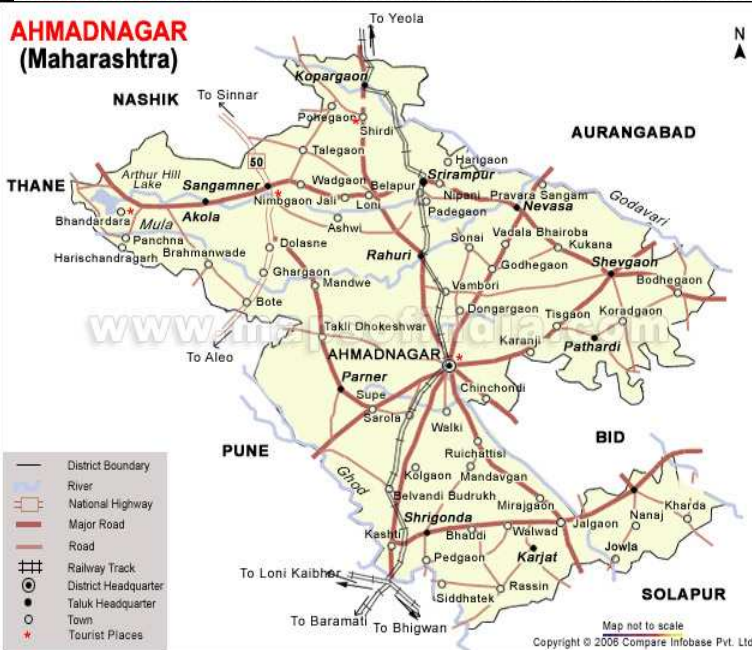 AHMADNAGAR
(Maharashtra)
To Yeola
N
Kopargaon
NASHIK
To Sinnar
Pohegaon
Shirdi
AURANGABAD
Talegaon
Harigaon
50
THANE
Arthur Hill
Lake
Sangamner
Wadgaon
Belapur
Srirampur
Nipani
Pravara Sangam
Godavari
Nimbgaon Jali
Loni
Padegaon
Nevasa
Akola
Bhandardara
Mula
Ashwi
Panchna
Harischandragarh
Brahmanwade
Dolasne
Rahuri
Sonai
Vadala Bhairoba
Kukana
Ghargaon
Godhegaon
Shevgaon
Mandwe
Vambori
Bodhegaon
Bote
Dongargaon
Tisgaon
Koradgaon
www.mapsofindia.com
Takli Dhokeshwar
To Aleo
AHMADNAGAR
Karanji
Pathardi
Parner
Chinchondi
Supe
Sarola
Walki
PUNE
BID
Ruichattisi
Ghod
Kolgaon
Mandavgan
Belvandi Budrukh
Mirajgaon
Kharda
Shrigonda
Nanaj
Bhaudi
Walwad
Jalgaon
Kashti
Jowla
Pedgaon
Karjat
To Loni Kaibhor
Siddhatek
Rassin
SOLAPUR
To Baramati
To Bhigwan
District Boundary
River
National Highway
Major Road
Road
Railway Track
District Headquarter
Taluk Headquarter
Town
Tourist Places
Map not to scale
Copyright © 2006 Compare Infobase Pvt. Ltd